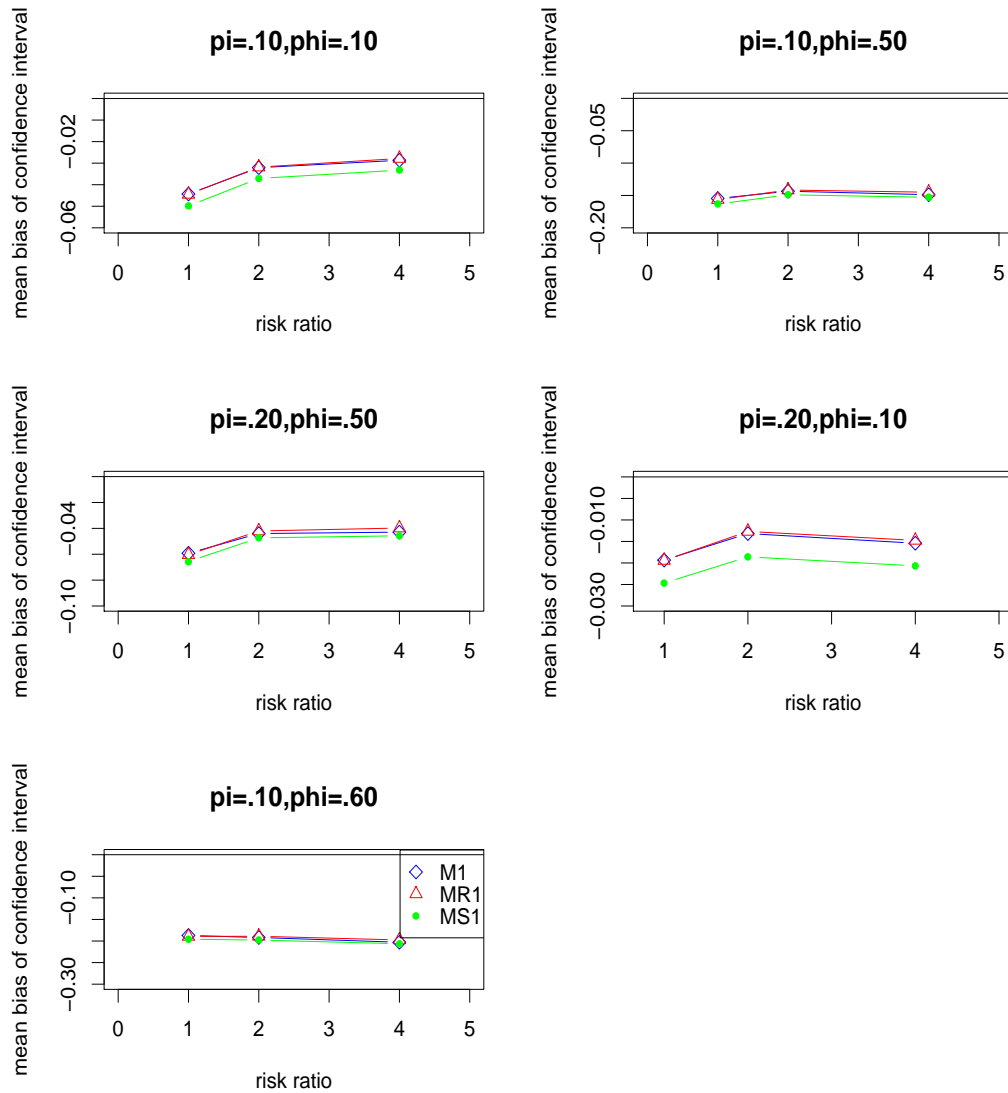 pi=.10,phi=.10
mean bias of confidence interval
−0.02
−0.06
0 1 2 3 4 5
risk ratio
pi=.10,phi=.50
mean bias of confidence interval
−0.05
−0.20
0 1 2 3 4 5
risk ratio
pi=.20,phi=.50
mean bias of confidence interval
−0.04
−0.10
0 1 2 3 4 5
risk ratio
pi=.20,phi=.10
mean bias of confidence interval
−0.010
−0.030
1 2 3 4 5
risk ratio
pi=.10,phi=.60
mean bias of confidence interval
−0.10
−0.30
0 1 2 3 4 5
risk ratio
M1
MR1
MS1